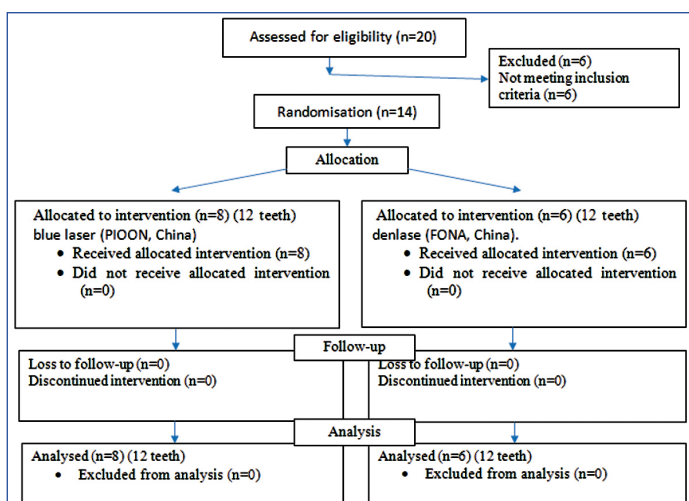 Assessed for eligibility (n=20)
Excluded (n=6)
Not meeting inclusion
criteria (n=6)
Randomisation (n=14)
Allocation
Allocated to intervention (n=8) (12 teeth)
blue laser (PIOON, China)
• Received allocated intervention (n=8)
• Did not receive allocated intervention
(n=0)
Allocated to intervention (n=6) (12 teeth)
denlase (FONA, China).
• Received allocated intervention (n=6)
• Did not receive allocated intervention
(n=0)
Follow-up
Loss to follow-up (n=0)
Discontinued intervention (n=0)
Loss to follow-up (n=0)
Discontinued intervention (n=0)
Analysis
Analysed (n=8) (12 teeth)
• Excluded from analysis (n=0)
Analysed (n=6) (12 teeth)
• Excluded from analysis (n=0)